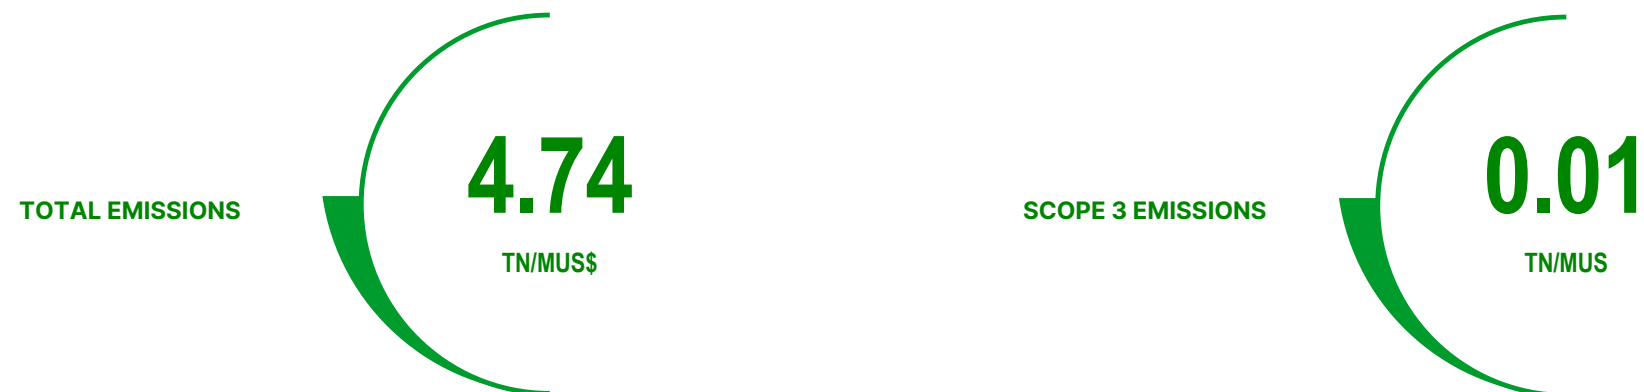 TOTAL EMISSIONS
4.74
TN/MUS$
SCOPE 3 EMISSIONS
0.01
TN/MUS